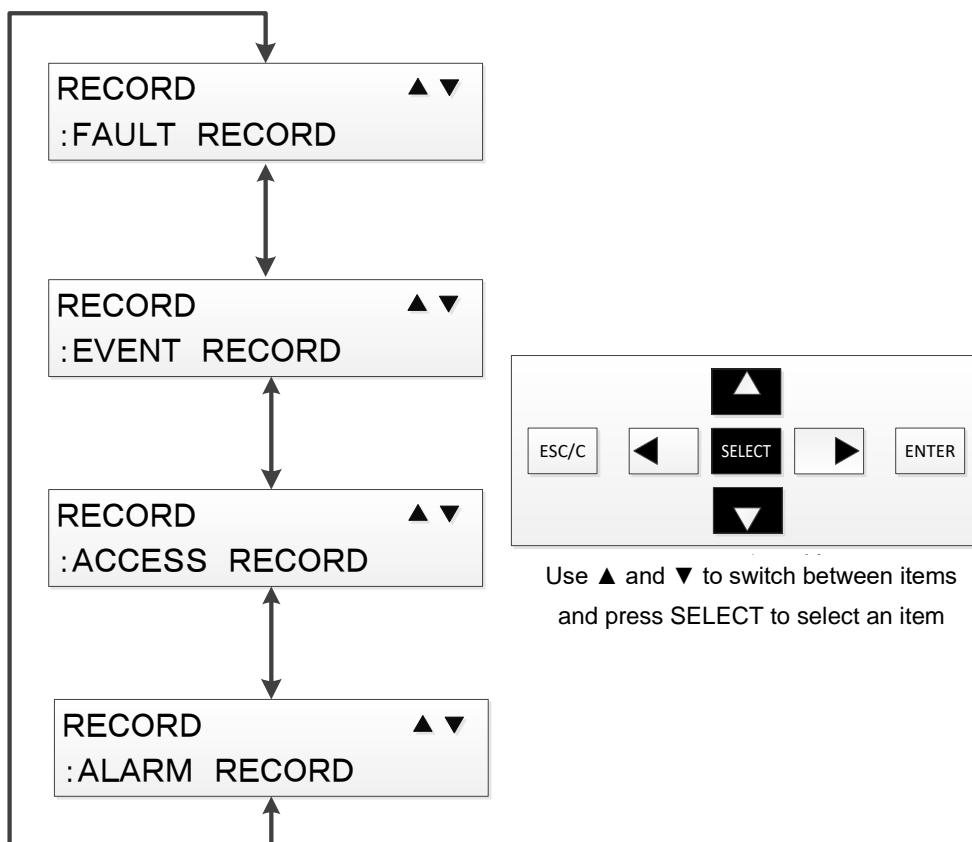 RECORD ▲ ▼
:FAULT RECORD
RECORD ▲ ▼
:EVENT RECORD
RECORD ▲ ▼
:ACCESS RECORD
RECORD ▲ ▼
:ALARM RECORD
ESC/C
SELECT
ENTER
Use ▲ and ▼ to switch between items
and press SELECT to select an item